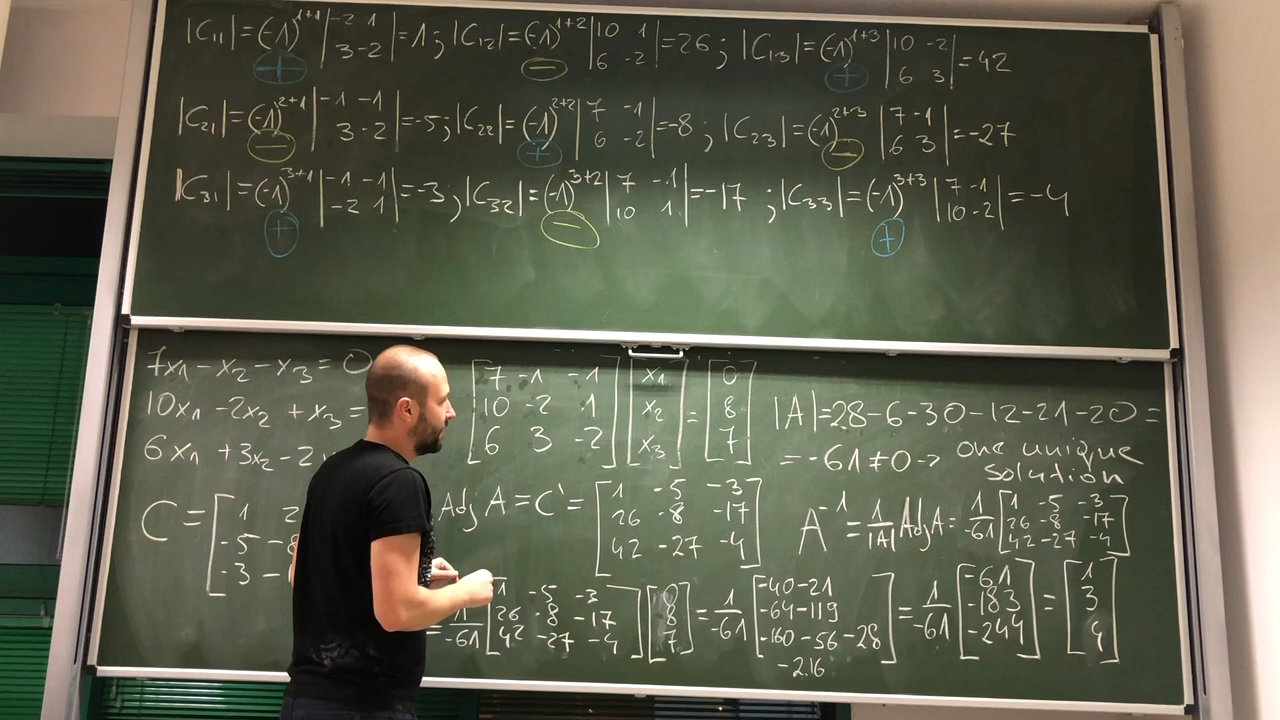 |C₁₁|=(-1)¹⁺¹ |-2 1; 3 -2|=1; |C₁₂|=(-1)¹⁺² |10 1; 6 -2|=26; |C₁₃|=(-1)¹⁺³ |10 -2; 6 3|=42
+ − +
|C₂₁|=(-1)²⁺¹ |-1 -1; 3 -2|=-5; |C₂₂|=(-1)²⁺² |7 -1; 6 -2|=-8; |C₂₃|=(-1)²⁺³ |7 -1; 6 3|=-27
− + −
|C₃₁|=(-1)³⁺¹ |-1 -1; -2 1|=-3; |C₃₂|=(-1)³⁺² |7 -1; 10 1|=-17; |C₃₃|=(-1)³⁺³ |7 -1; 10 -2|=-4
+ − +
7x₁-x₂-x₃=0
10x₁-2x₂+x₃=
6x₁+3x₂-2
[7 -1 -1; 10 -2 1; 6 3 -2] [x₁; x₂; x₃] = [0; 8; 7]
|A|=28-6-30-12-21-20=
=-61≠0→ one unique
solution
C=[1 2; -5 -8; -3 -
Adj A=C'=[1 -5 -3; 26 -8 -17; 42 -27 -4]
A⁻¹=1/|A| Adj A=1/-61 [1 -5 -3; 26 -8 -17; 42 -27 -4]
=1/-61 [1 -5 -3; 26 -8 -17; 42 -27 -4] [0; 8; 7]=1/-61 [-40-21; -64-119; -160-56-28]=1/-61 [-61; -183; -244]=[1; 3; 4]
-2.16